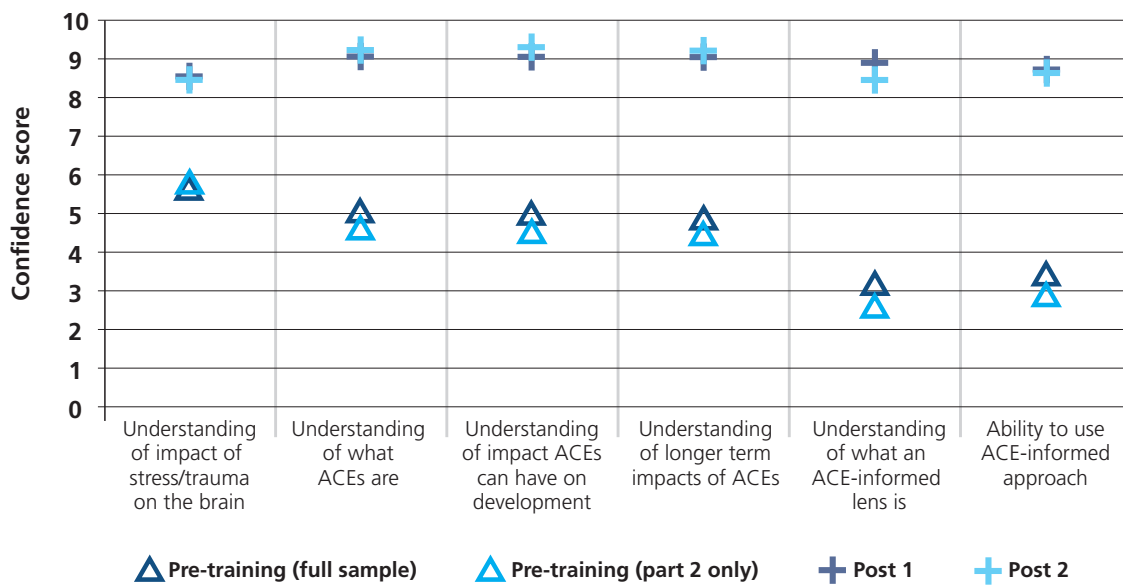 10
9
8
7
6
5
4
3
2
1
0
Confidence score
Understanding
of impact of
stress/trauma
on the brain
Understanding
of what
ACEs are
Understanding
of impact ACEs
can have on
development
Understanding
of longer term
impacts of ACEs
Understanding
of what an
ACE-informed
lens is
Ability to use
ACE-informed
approach
Pre-training (full sample) Pre-training (part 2 only) Post 1 Post 2